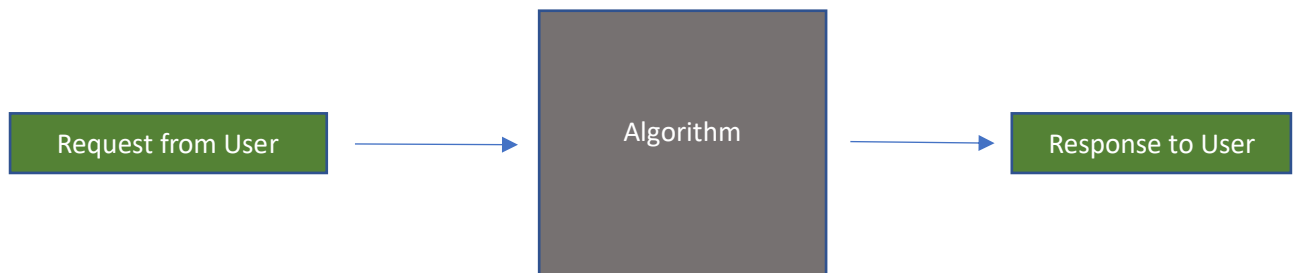 Request from User
Algorithm
Response to User